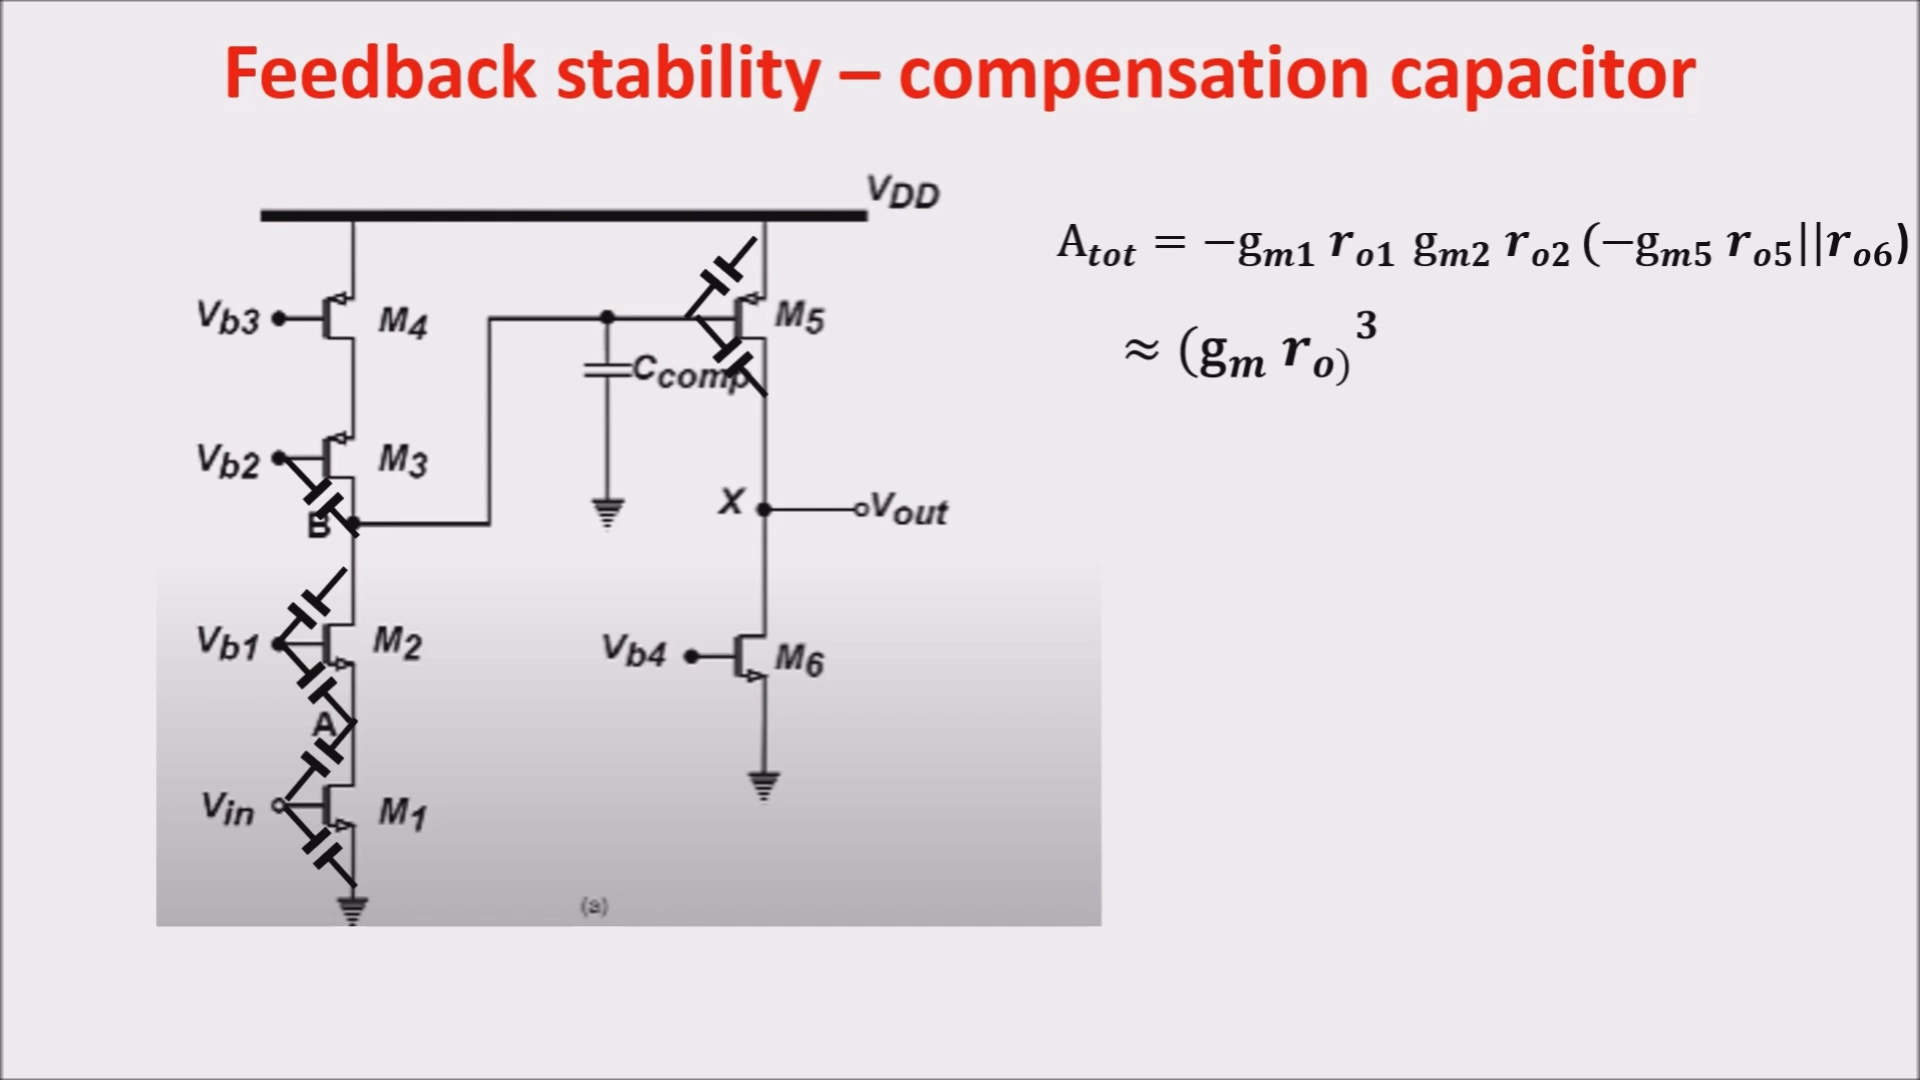 Feedback stability – compensation capacitor
VDD
Atot = −gm1 ro1 gm2 ro2 (−gm5 ro5||ro6)
≈ (gm ro)³
Vb3
M4
M5
Ccomp
Vb2
M3
B
X
Vout
Vb1
M2
Vb4
M6
A
Vin
M1
(a)